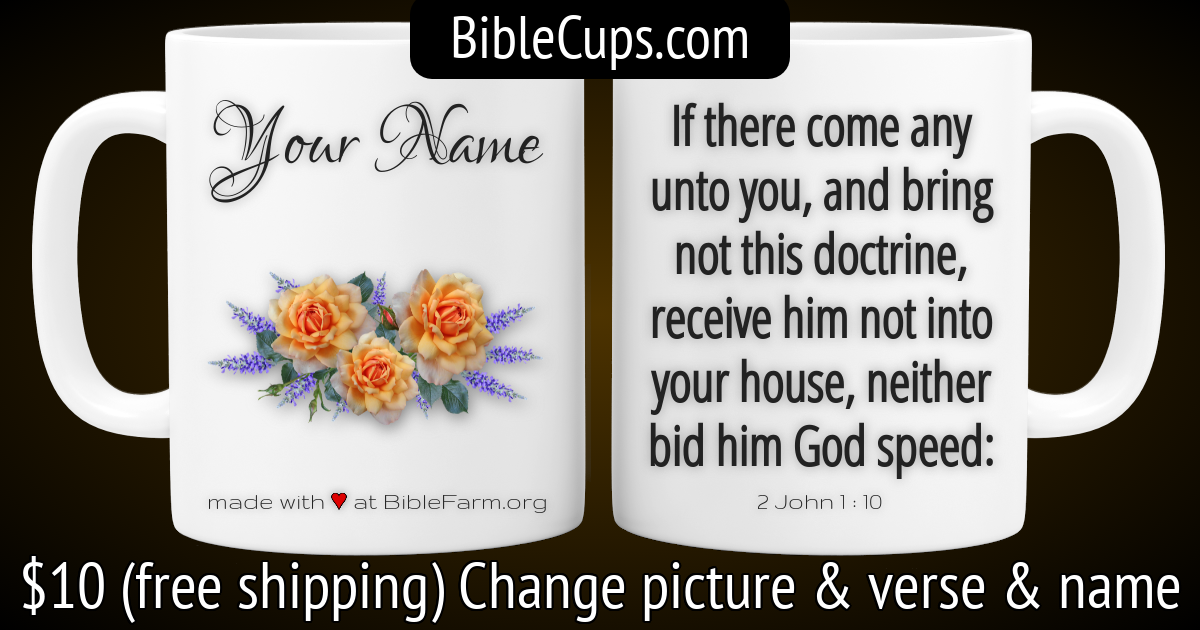 BibleCups.com
Your Name
made with ♥ at BibleFarm.org
If there come any
unto you, and bring
not this doctrine,
receive him not into
your house, neither
bid him God speed:
2 John 1 : 10
$10 (free shipping) Change picture & verse & name